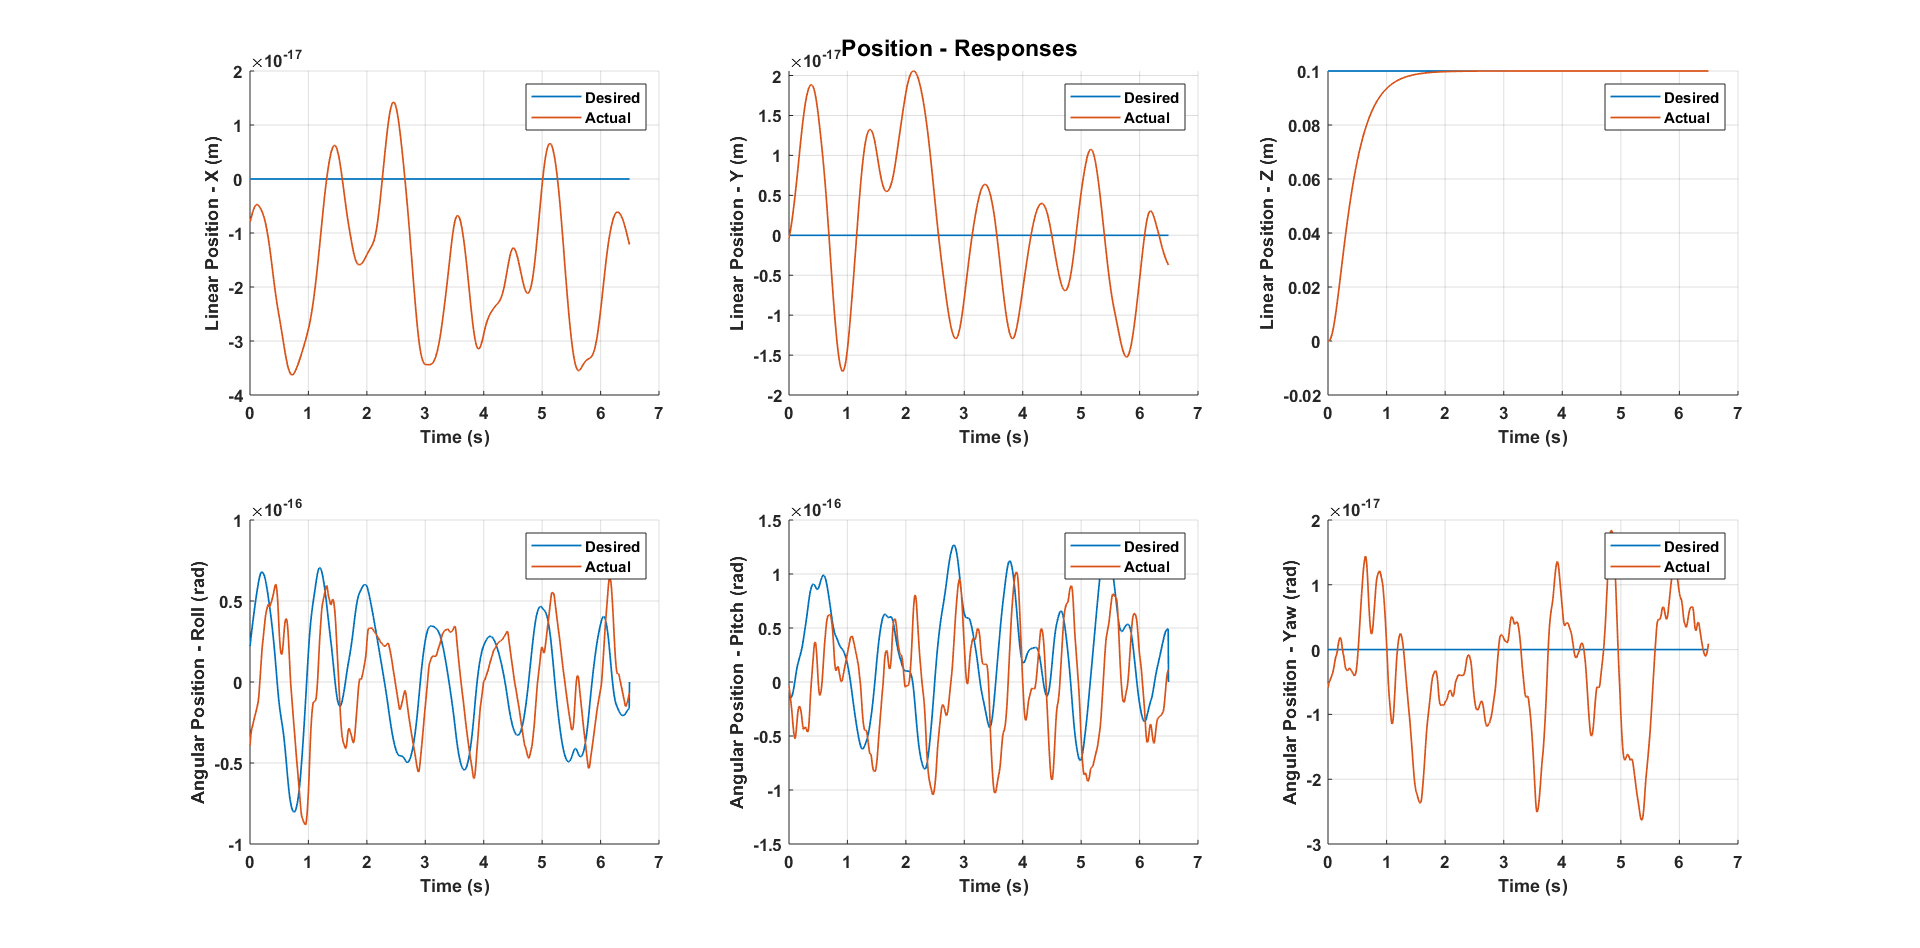 Position - Responses
×10-17
2
1
0
-1
-2
-3
-4
0 1 2 3 4 5 6 7
Linear Position - X (m)
Time (s)
Desired
Actual
×10-17
2
1.5
1
0.5
0
-0.5
-1
-1.5
-2
0 1 2 3 4 5 6 7
Linear Position - Y (m)
Time (s)
Desired
Actual
0.1
0.08
0.06
0.04
0.02
0
-0.02
0 1 2 3 4 5 6 7
Linear Position - Z (m)
Time (s)
Desired
Actual
×10-16
1
0.5
0
-0.5
-1
0 1 2 3 4 5 6 7
Angular Position - Roll (rad)
Time (s)
Desired
Actual
×10-16
1.5
1
0.5
0
-0.5
-1
-1.5
0 1 2 3 4 5 6 7
Angular Position - Pitch (rad)
Time (s)
Desired
Actual
×10-17
2
1
0
-1
-2
-3
0 1 2 3 4 5 6 7
Angular Position - Yaw (rad)
Time (s)
Desired
Actual